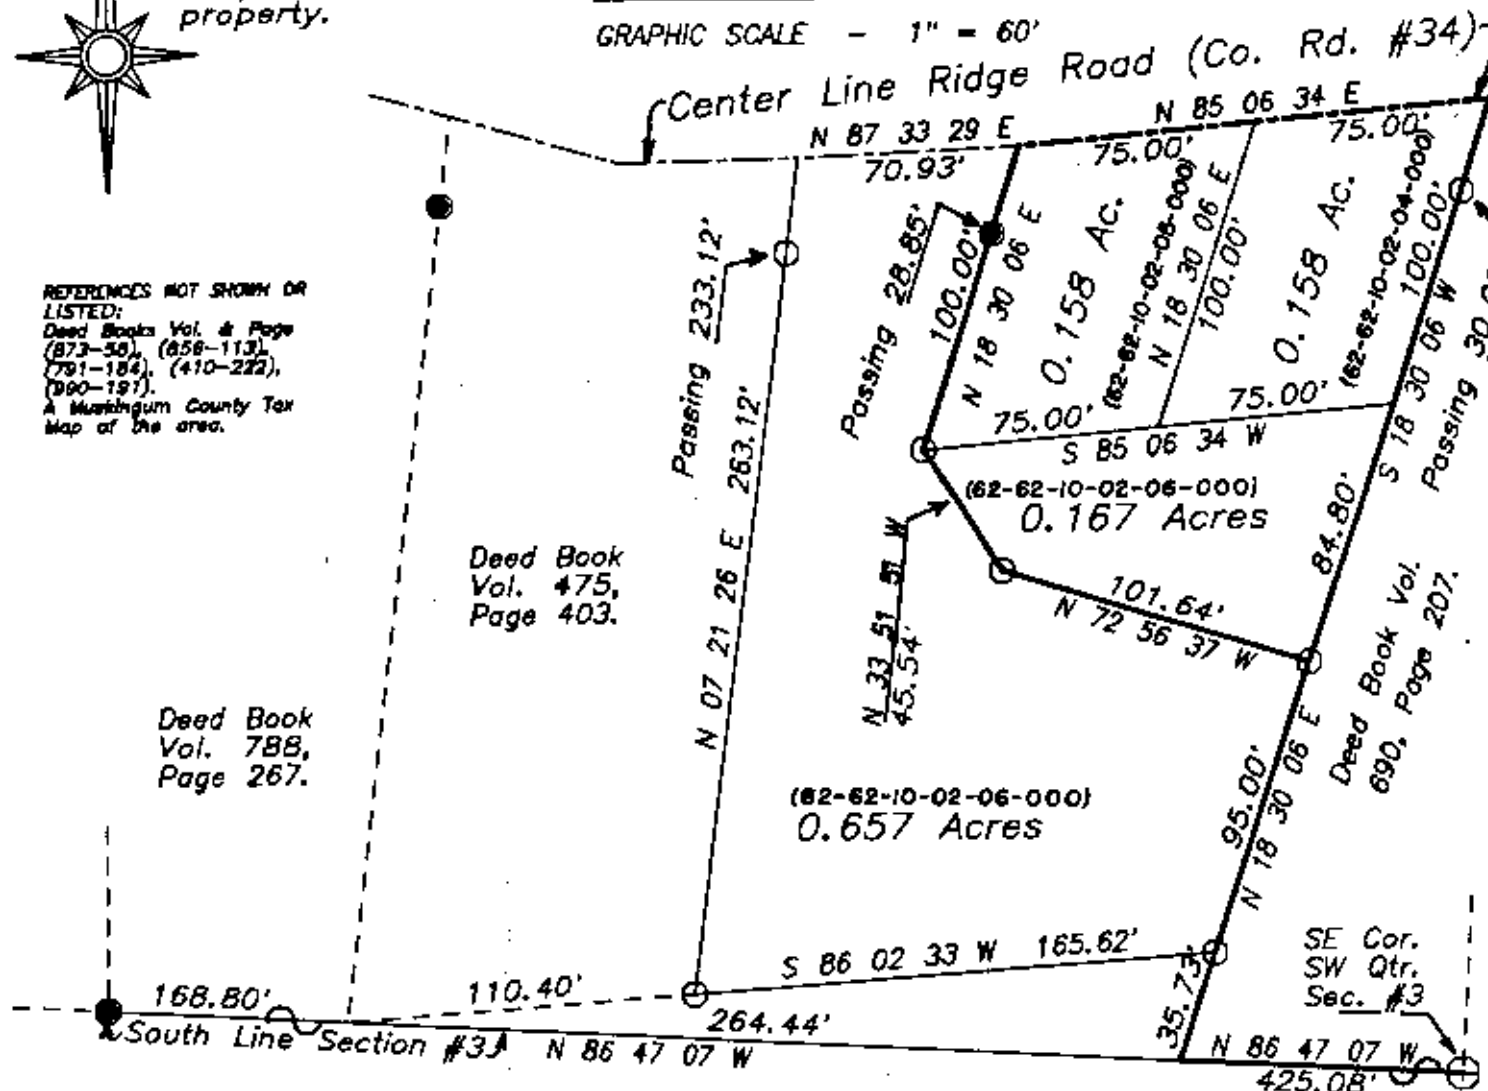 property.
GRAPHIC SCALE - 1" = 60'
Center Line Ridge Road (Co. Rd. #34)
N 87 33 29 E
70.93'
N 85 06 34 E
75.00'
75.00'
REFERENCES NOT SHOWN OR
LISTED:
Deed Books Vol. & Page
(873-58), (858-113),
(791-184), (410-222),
(990-191).
A Muskingum County Tax
Map of the area.
Passing 233.12'
N 07 21 26 E 263.12'
Passing 28.85'
100.00'
N 18 30 06 E
0.158 Ac.
(62-62-10-02-08-000)
N 18 30 06 E
100.00'
0.158 Ac.
(62-62-10-02-04-000)
100.00'
S 18 30 06 W
Passing 30.0
75.00'
75.00'
S 85 06 34 W
(62-62-10-02-06-000)
0.167 Acres
84.80'
N 33 51 51 W
45.54'
101.64'
N 72 56 37 W
Deed Book Vol.
690, Page 207.
Deed Book
Vol. 475,
Page 403.
Deed Book
Vol. 788,
Page 267.
(62-62-10-02-06-000)
0.657 Acres
95.00'
N 18 30 06 E
S 86 02 33 W 165.62'
35.73'
SE Cor.
SW Qtr.
Sec. #3
168.80'
110.40'
264.44'
South Line Section #3
N 86 47 07 W
N 86 47 07 W
425.08'